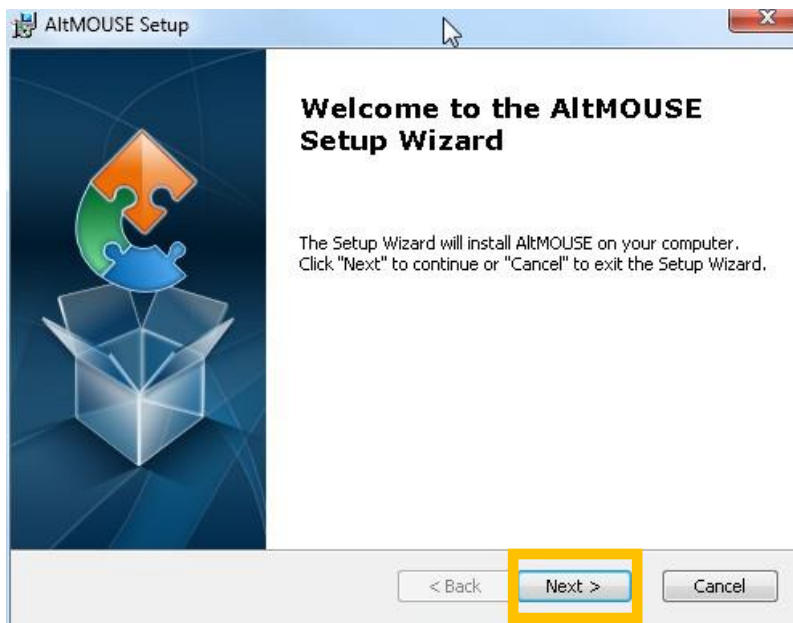 AltMOUSE Setup
Welcome to the AltMOUSE
Setup Wizard
The Setup Wizard will install AltMOUSE on your computer.
Click "Next" to continue or "Cancel" to exit the Setup Wizard.
< Back Next > Cancel